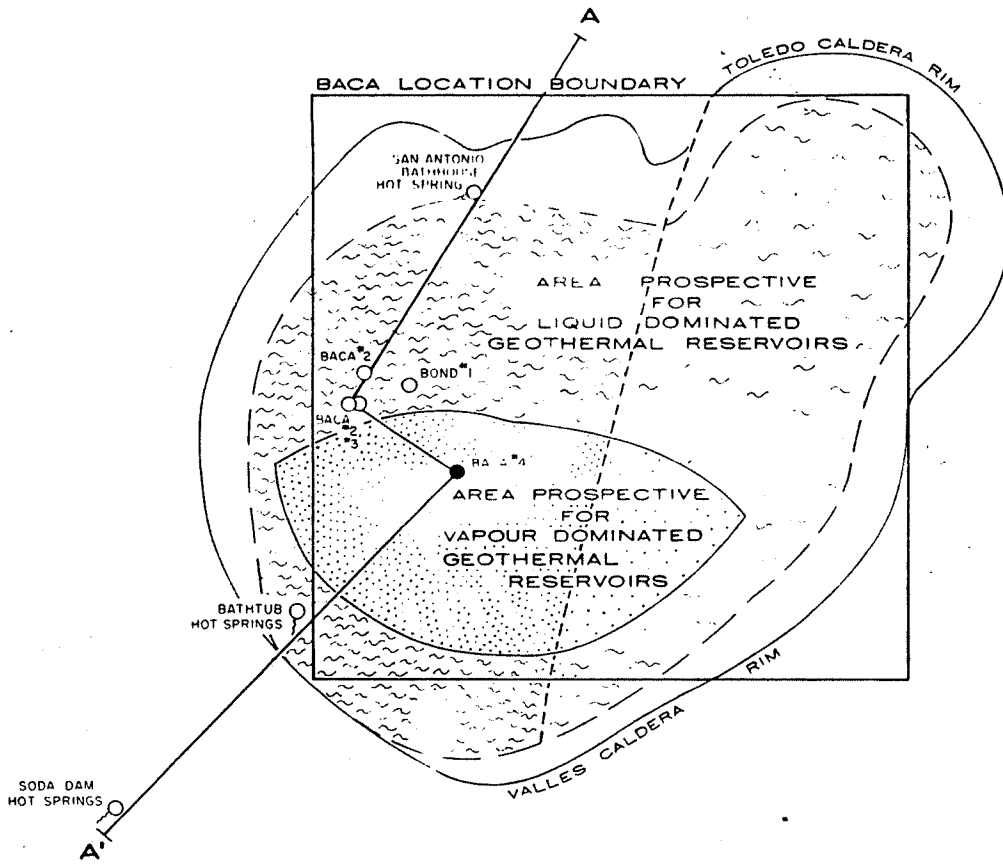 A
TOLEDO CALDERA RIM
BACA LOCATION BOUNDARY
SAN ANTONIO
BATHHOUSE
HOT SPRING
AREA PROSPECTIVE
FOR
LIQUID DOMINATED
GEOTHERMAL RESERVOIRS
BACA #2
BOND #1
BACA
#2
#3
BACA #4
AREA PROSPECTIVE
FOR
VAPOUR DOMINATED
GEOTHERMAL
RESERVOIRS
BATHTUB
HOT SPRINGS
VALLES CALDERA RIM
SODA DAM
HOT SPRINGS
A'